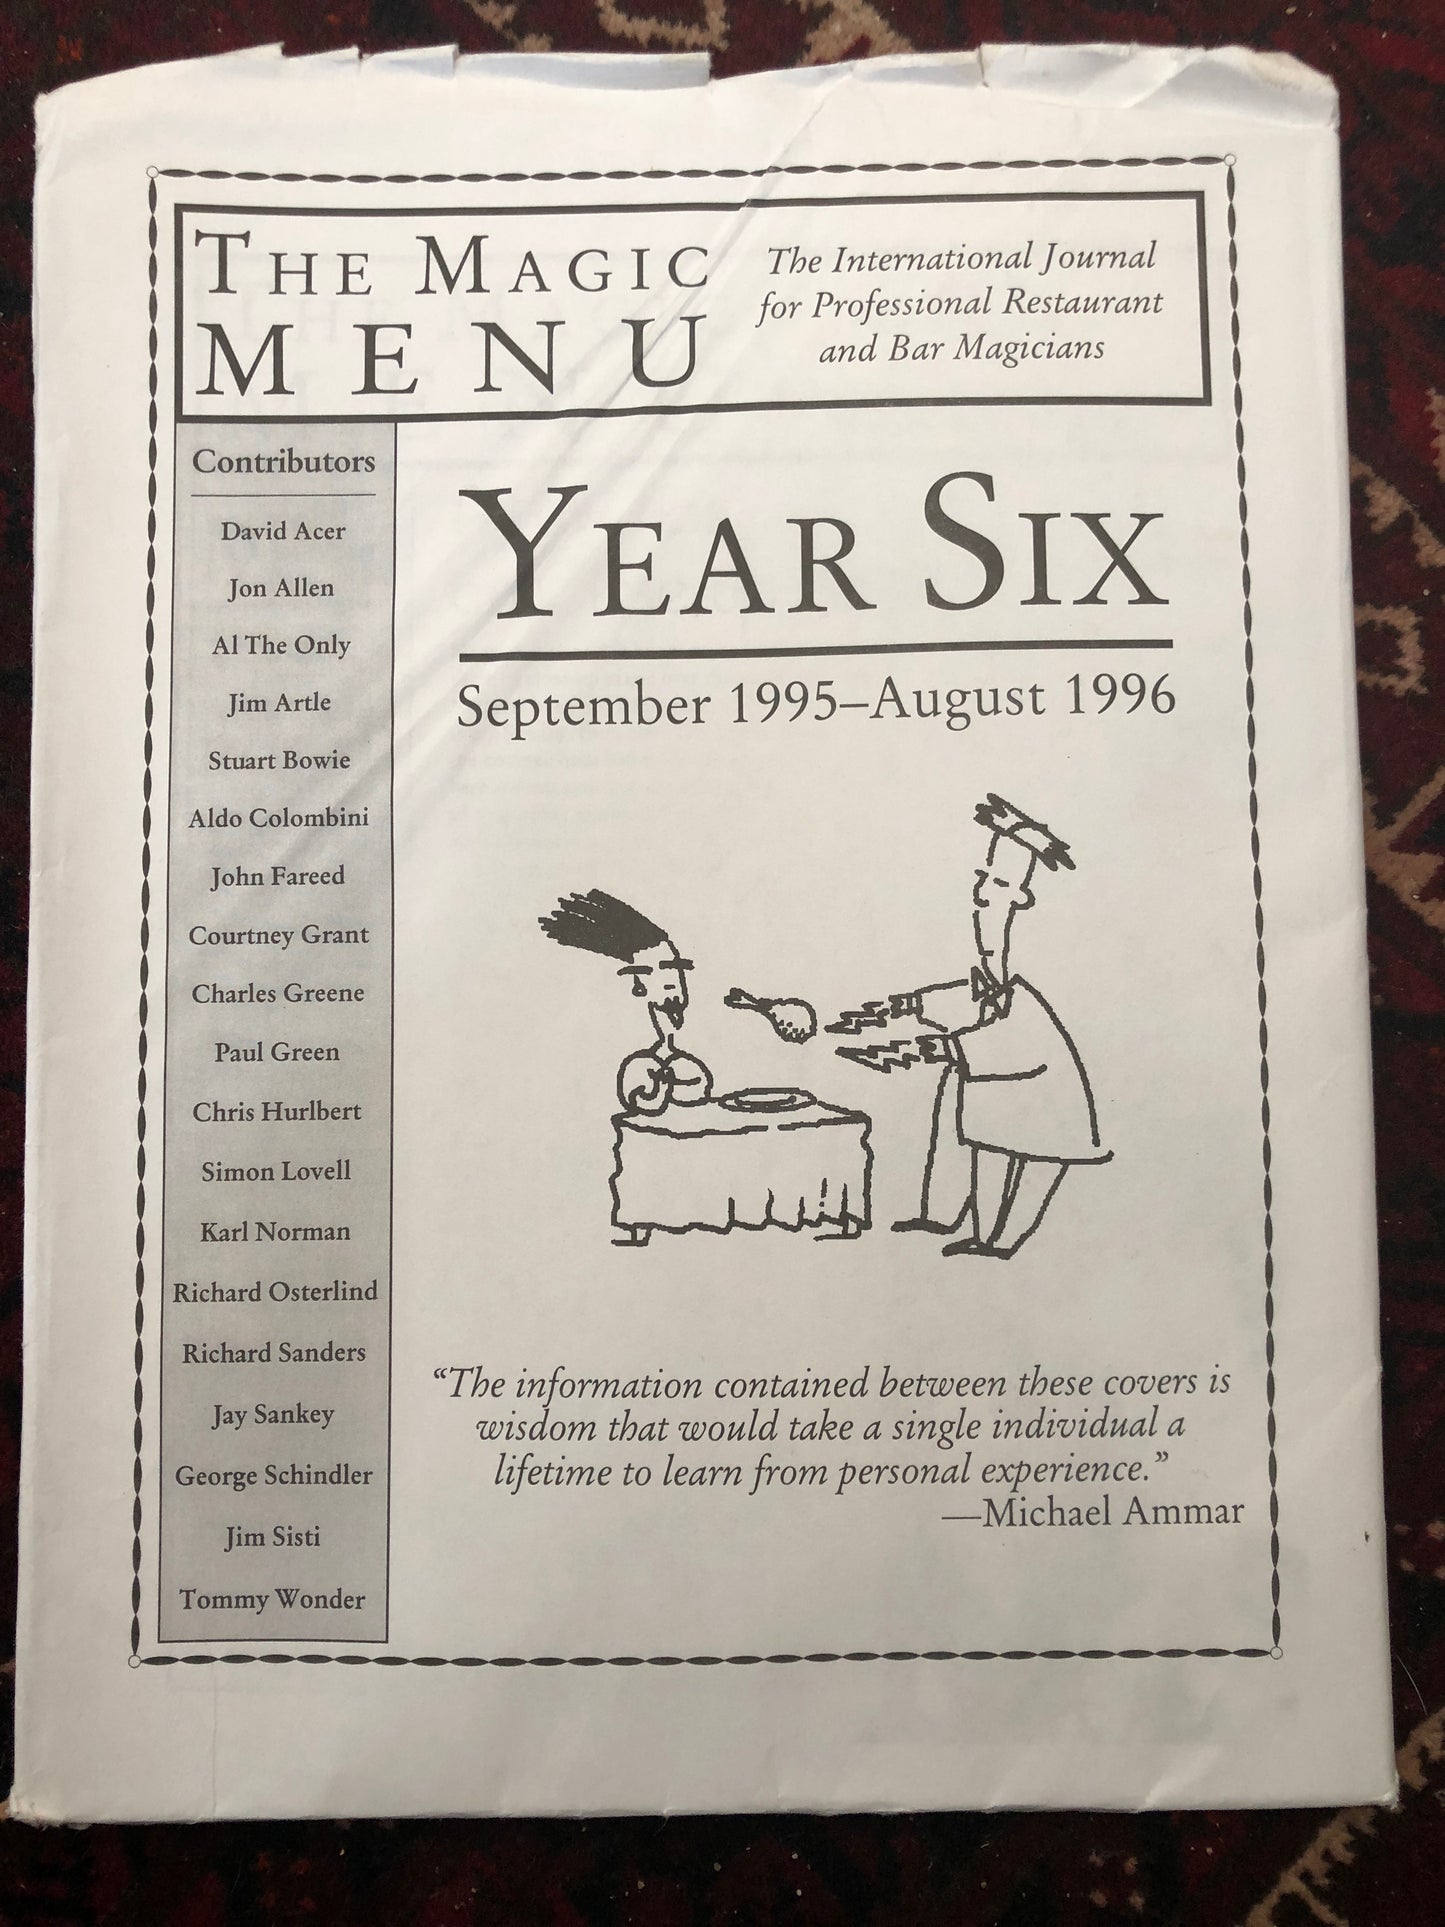 THE MAGIC
MENU
The International Journal
for Professional Restaurant
and Bar Magicians
Contributors
David Acer
Jon Allen
Al The Only
Jim Artle
Stuart Bowie
Aldo Colombini
John Fareed
Courtney Grant
Charles Greene
Paul Green
Chris Hurlbert
Simon Lovell
Karl Norman
Richard Osterlind
Richard Sanders
Jay Sankey
George Schindler
Jim Sisti
Tommy Wonder
YEAR SIX
September 1995–August 1996
“The information contained between these covers is
wisdom that would take a single individual a
lifetime to learn from personal experience.”
—Michael Ammar